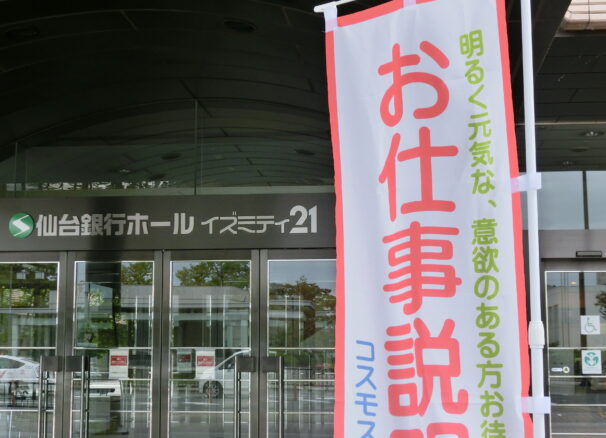 仙台銀行ホール イズミティ21
明るく元気な、意欲のある方お待
お仕事説明
コスモス